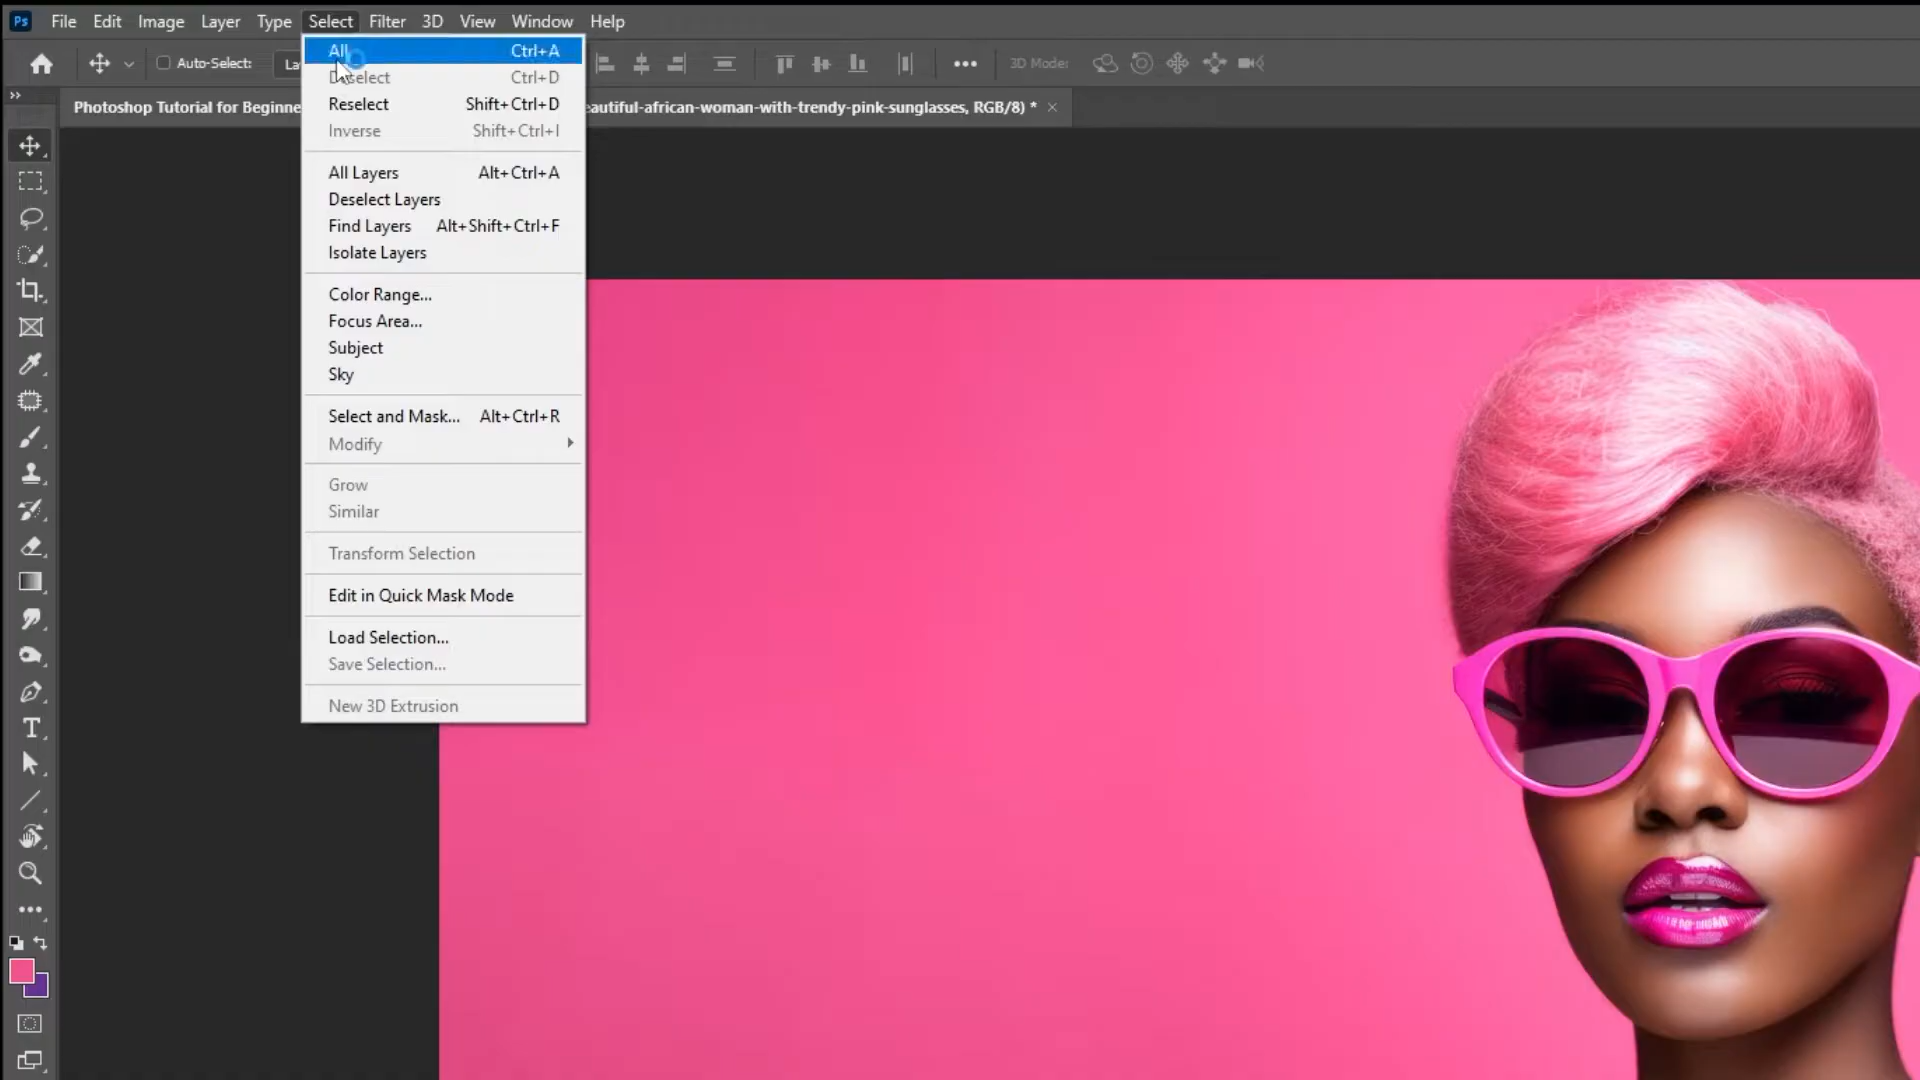 Ps File Edit Image Layer Type Select Filter 3D View Window Help
Auto-Select: 3D Mode:
Photoshop Tutorial for Beginne eautiful-african-woman-with-trendy-pink-sunglasses, RGB/8) *
All Ctrl+A
Deselect Ctrl+D
Reselect Shift+Ctrl+D
Inverse Shift+Ctrl+I
All Layers Alt+Ctrl+A
Deselect Layers
Find Layers Alt+Shift+Ctrl+F
Isolate Layers
Color Range...
Focus Area...
Subject
Sky
Select and Mask... Alt+Ctrl+R
Modify
Grow
Similar
Transform Selection
Edit in Quick Mask Mode
Load Selection...
Save Selection...
New 3D Extrusion